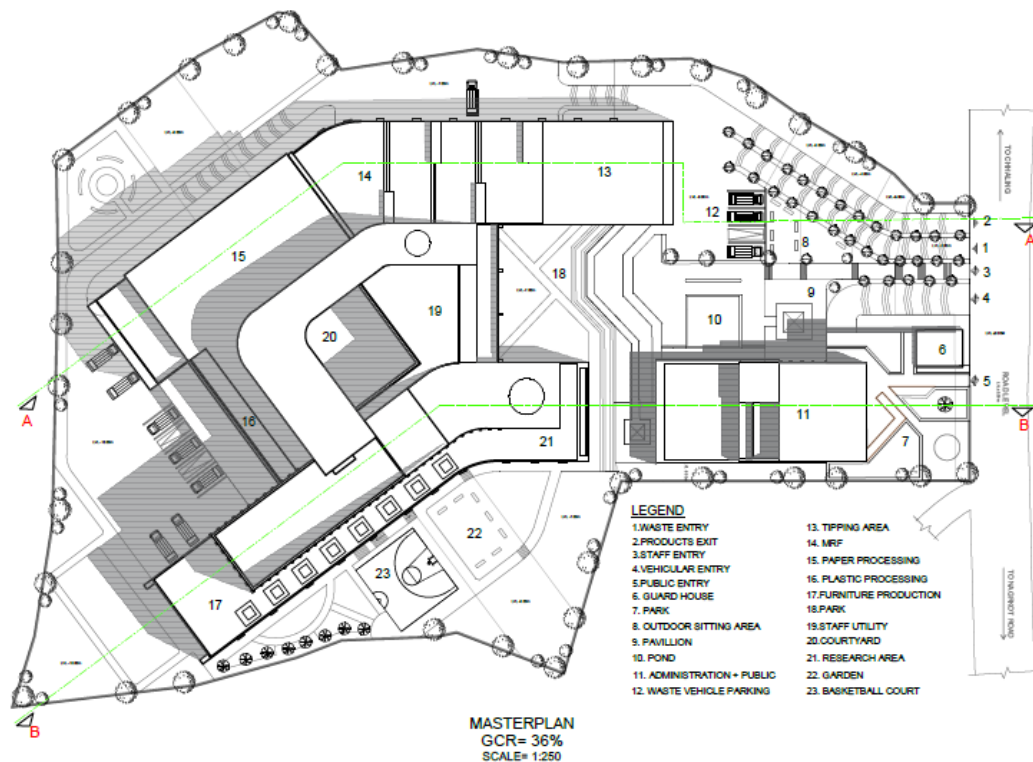 14
13
15
12
2
A
8
1
3
18
9
4
19
10
20
6
5
A
16
11
B
21
7
22
23
17
B
TO CHHALING
ROAD LEVEL
TO NAGARKOT ROAD
LEGEND
1.WASTE ENTRY
2.PRODUCTS EXIT
3.STAFF ENTRY
4.VEHICULAR ENTRY
5.PUBLIC ENTRY
6. GUARD HOUSE
7. PARK
8. OUTDOOR SITTING AREA
9. PAVILLION
10. POND
11. ADMINISTRATION + PUBLIC
12. WASTE VEHICLE PARKING
13. TIPPING AREA
14. MRF
15. PAPER PROCESSING
16. PLASTIC PROCESSING
17.FURNITURE PRODUCTION
18.PARK
19.STAFF UTILITY
20.COURTYARD
21. RESEARCH AREA
22. GARDEN
23. BASKETBALL COURT
MASTERPLAN
GCR= 36%
SCALE= 1:250